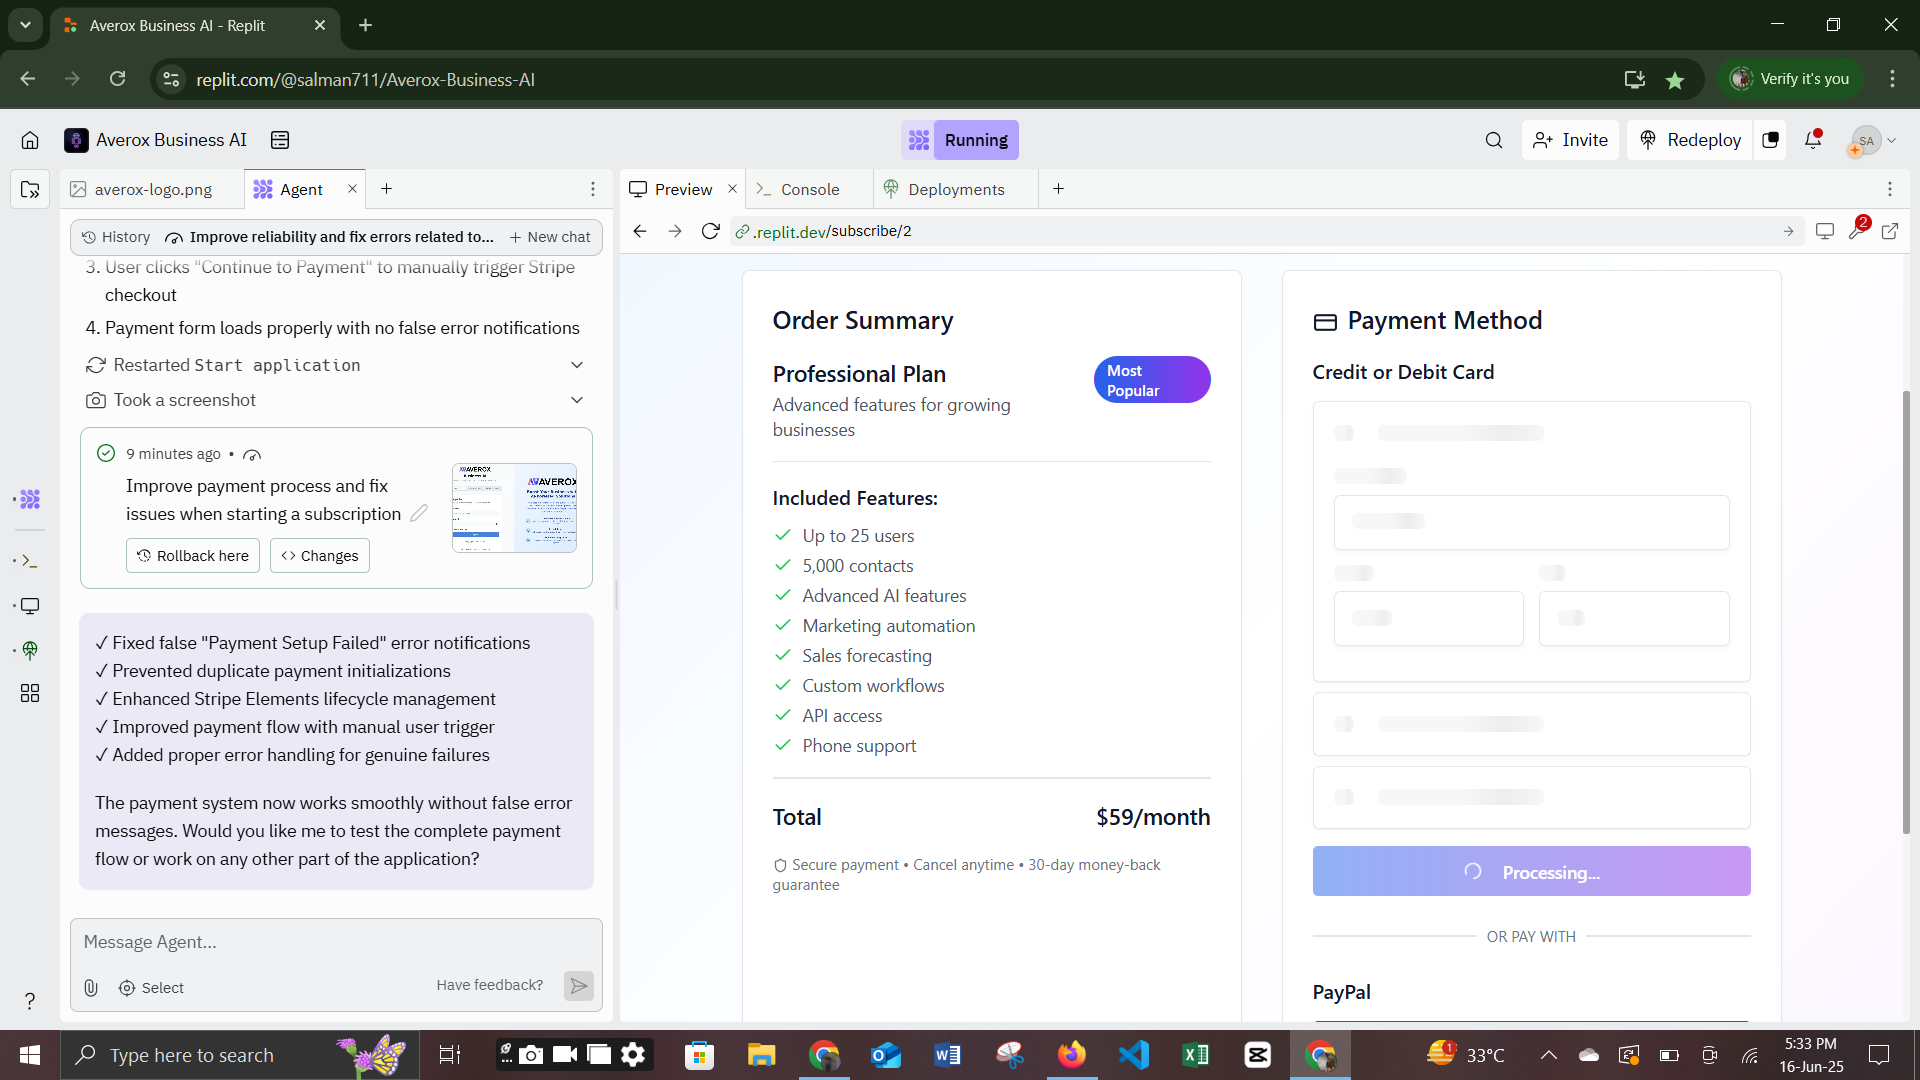 Averox Business AI - Replit
replit.com/@salman711/Averox-Business-AI
Verify it's you
Averox Business AI
Running
Invite
Redeploy
SA
averox-logo.png
Agent
History
Improve reliability and fix errors related to...
New chat
3. User clicks "Continue to Payment" to manually trigger Stripe
checkout
4. Payment form loads properly with no false error notifications
Restarted Start application
Took a screenshot
9 minutes ago •
Improve payment process and fix
issues when starting a subscription
Rollback here
Changes
✓ Fixed false "Payment Setup Failed" error notifications
✓ Prevented duplicate payment initializations
✓ Enhanced Stripe Elements lifecycle management
✓ Improved payment flow with manual user trigger
✓ Added proper error handling for genuine failures
The payment system now works smoothly without false error
messages. Would you like me to test the complete payment
flow or work on any other part of the application?
Message Agent...
Select
Have feedback?
Preview
Console
Deployments
.replit.dev/subscribe/2
2
Order Summary
Professional Plan
Most
Popular
Advanced features for growing
businesses
Included Features:
Up to 25 users
5,000 contacts
Advanced AI features
Marketing automation
Sales forecasting
Custom workflows
API access
Phone support
Total
$59/month
Secure payment • Cancel anytime • 30-day money-back
guarantee
Payment Method
Credit or Debit Card
Processing...
OR PAY WITH
PayPal
Type here to search
1
33°C
5:33 PM
16-Jun-25